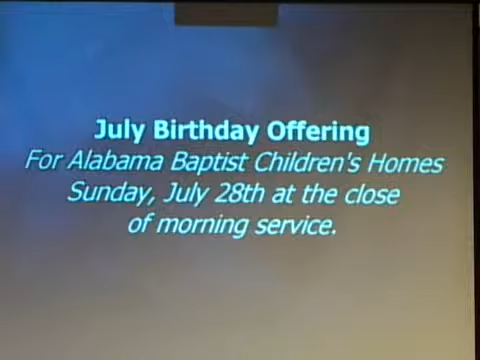 July Birthday Offering
For Alabama Baptist Children's Homes
Sunday, July 28th at the close
of morning service.